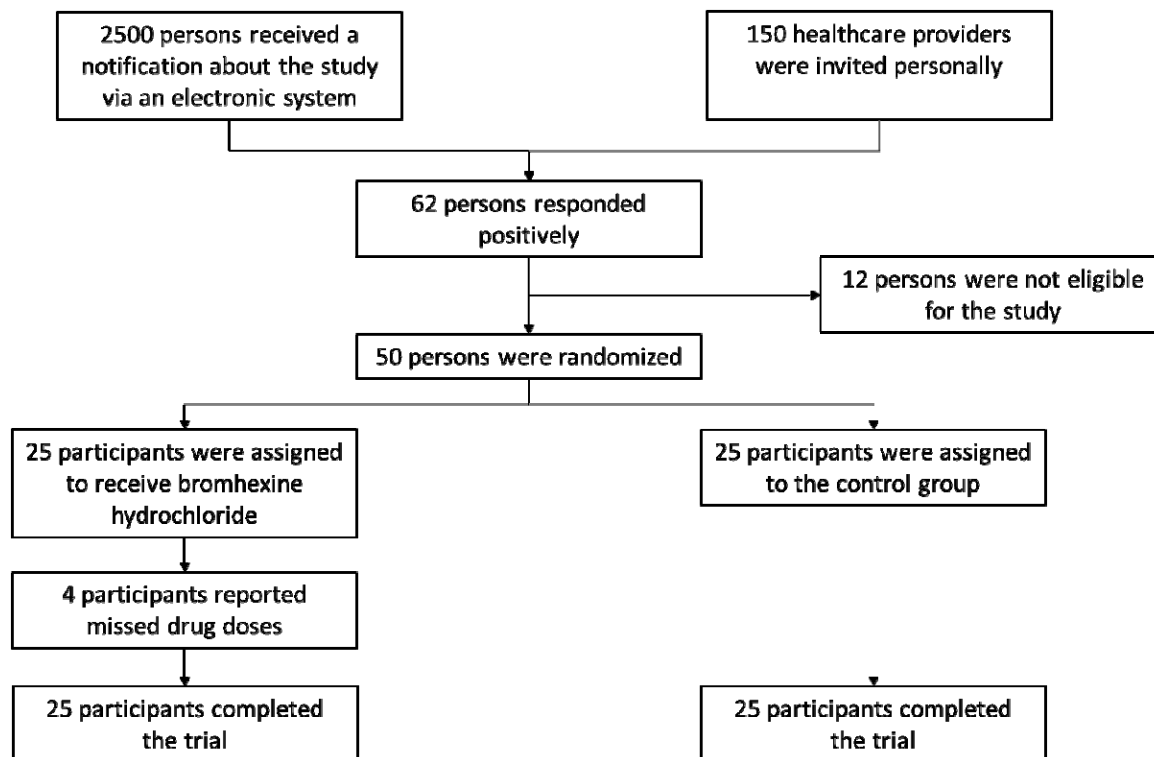 2500 persons received a
notification about the study
via an electronic system
150 healthcare providers
were invited personally
62 persons responded
positively
12 persons were not eligible
for the study
50 persons were randomized
25 participants were assigned
to receive bromhexine
hydrochloride
25 participants were assigned
to the control group
4 participants reported
missed drug doses
25 participants completed
the trial
25 participants completed
the trial